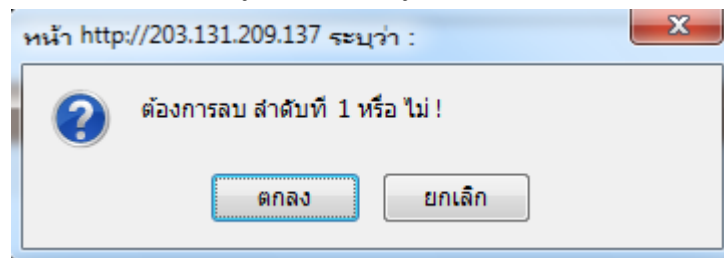 หน้า http://203.131.209.137 ระบุว่า :
ต้องการลบ ลำดับที่ 1 หรือ ไม่ !
ตกลง
ยกเลิก